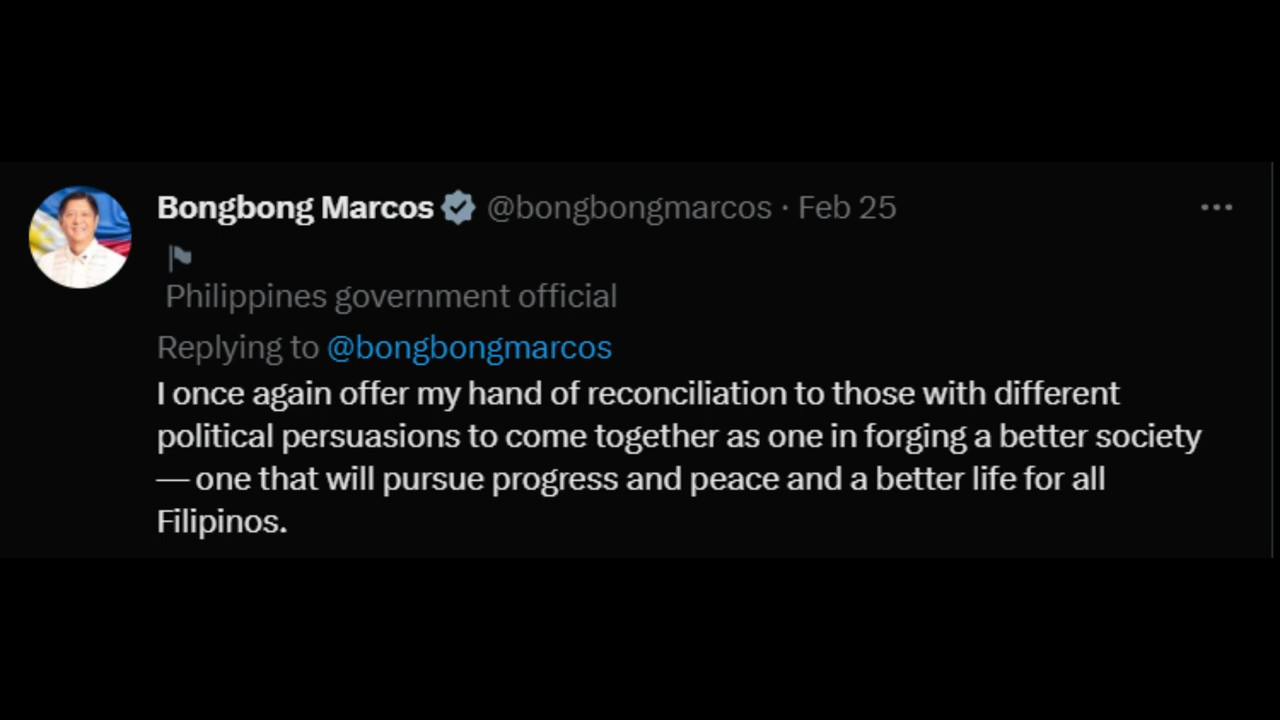 Bongbong Marcos @bongbongmarcos · Feb 25
Philippines government official
Replying to @bongbongmarcos
I once again offer my hand of reconciliation to those with different
political persuasions to come together as one in forging a better society
— one that will pursue progress and peace and a better life for all
Filipinos.